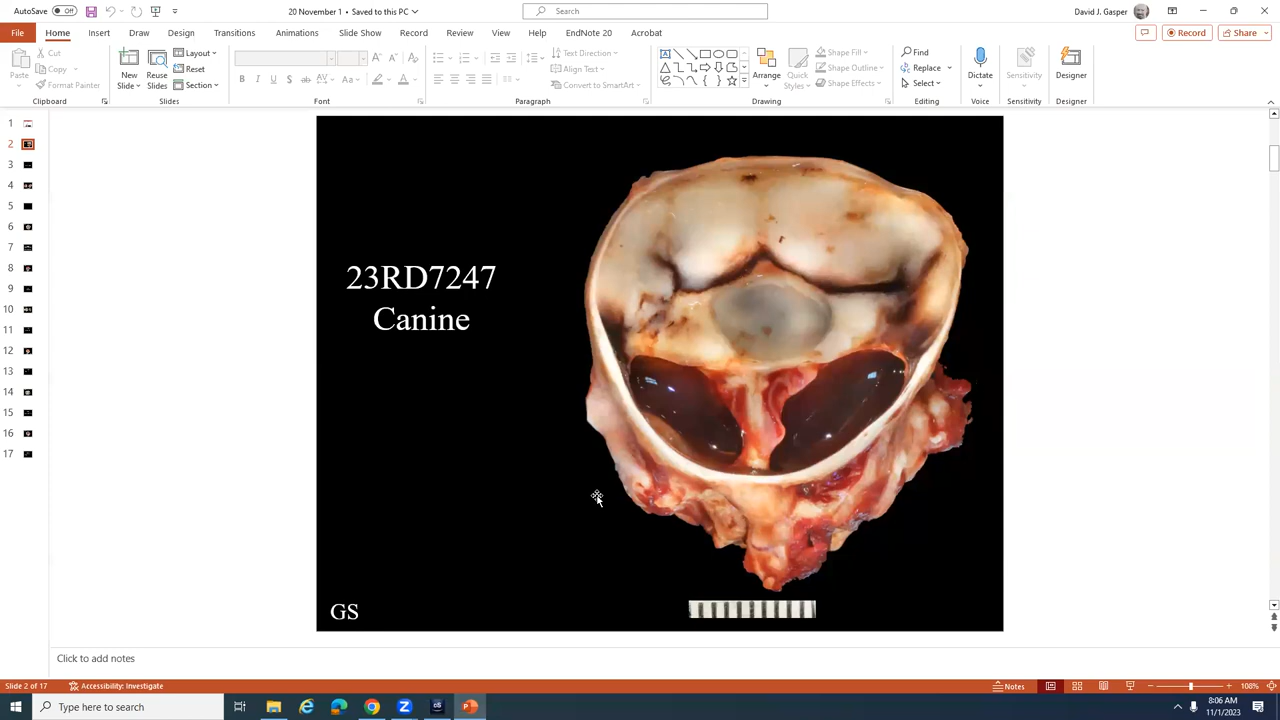 AutoSave Off 20 November 1 • Saved to this PC Search David J. Gasper
File Home Insert Draw Design Transitions Animations Slide Show Record Review View Help EndNote 20 Acrobat Record Share
Paste Cut Copy Format Painter
Clipboard
New Slide Reuse Slides Layout Reset Section
Slides
Font
Text Direction Align Text Convert to SmartArt
Paragraph
Arrange Quick Styles Shape Fill Shape Outline Shape Effects
Drawing
Find Replace Select
Editing
Dictate
Voice
Sensitivity
Sensitivity
Designer
Designer
1
2
3
4
5
6
7
8
9
10
11
12
13
14
15
16
17
23RD7247
Canine
GS
Click to add notes
Slide 2 of 17 Accessibility: Investigate Notes 108%
Type here to search
8:06 AM
11/1/2023